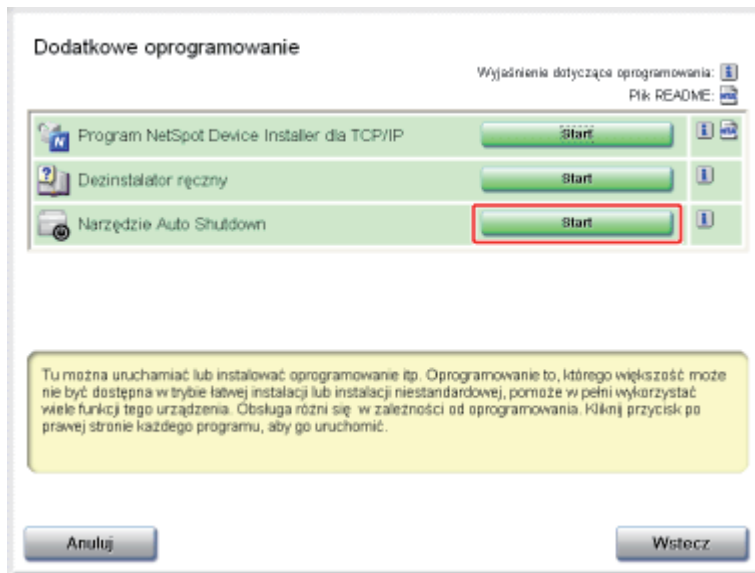 Dodatkowe oprogramowanie
Wyjaśnienie dotyczące oprogramowania:
Plik README:
Program NetSpot Device Installer dla TCP/IP Start
Dezinstalator ręczny Start
Narzędzie Auto Shutdown Start
Tu można uruchamiać lub instalować oprogramowanie itp. Oprogramowanie to, którego większość może
nie być dostępna w trybie łatwej instalacji lub instalacji niestandardowej, pomoże w pełni wykorzystać
wiele funkcji tego urządzenia. Obsługa różni się w zależności od oprogramowania. Kliknij przycisk po
prawej stronie każdego programu, aby go uruchomić.
Anuluj Wstecz